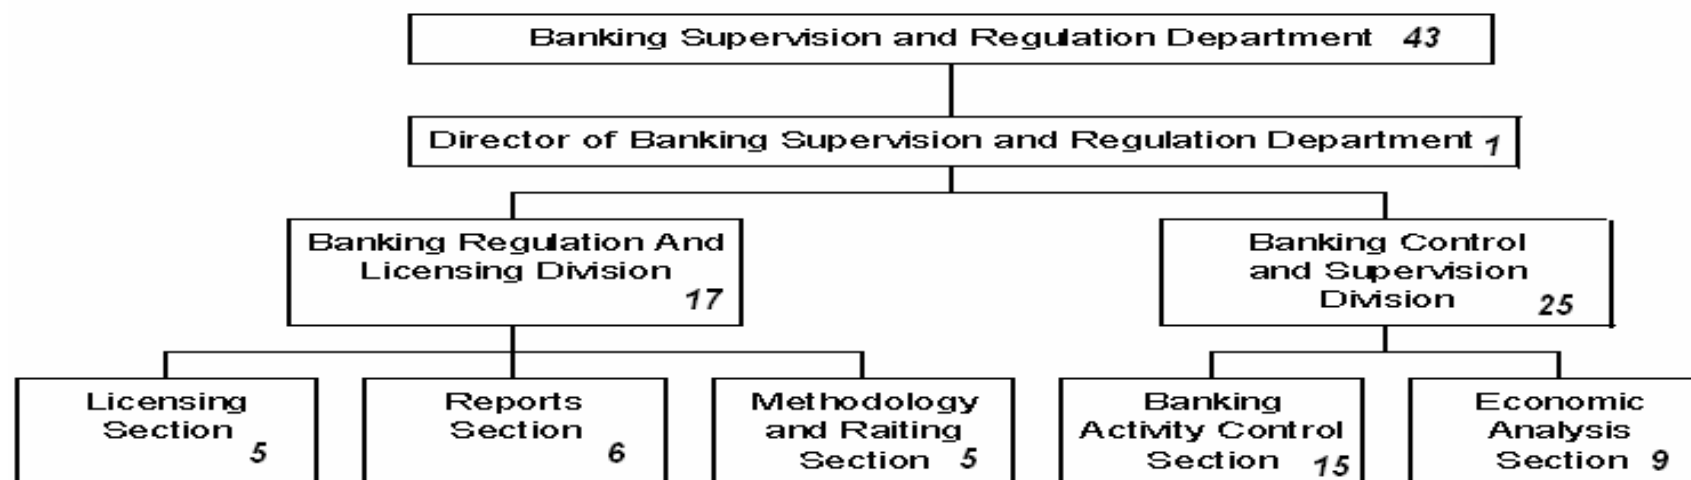 Banking Supervision and Regulation Department 43
Director of Banking Supervision and Regulation Department 1
Banking Regulation And
Licensing Division
17
Banking Control
and Supervision
Division 25
Licensing
Section
5
Reports
Section
6
Methodology
and Raiting
Section 5
Banking
Activity Control
Section 15
Economic
Analysis
Section 9